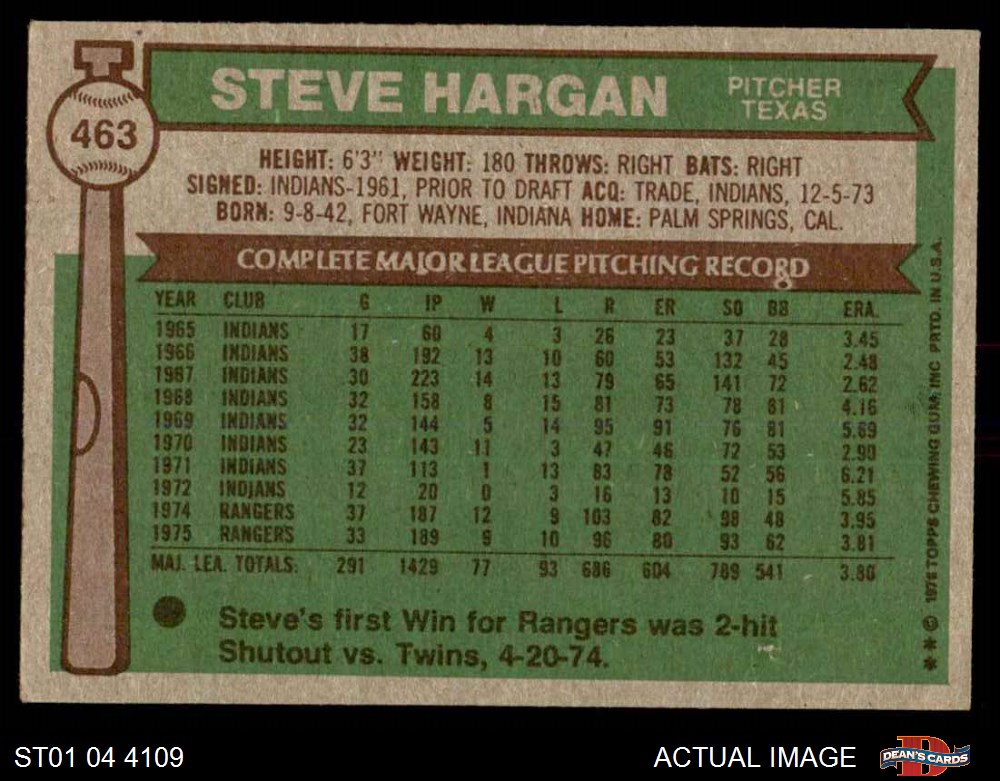 463
STEVE HARGAN
PITCHER
TEXAS
HEIGHT: 6'3" WEIGHT: 180 THROWS: RIGHT BATS: RIGHT
SIGNED: INDIANS-1961, PRIOR TO DRAFT ACQ: TRADE, INDIANS, 12-5-73
BORN: 9-8-42, FORT WAYNE, INDIANA HOME: PALM SPRINGS, CAL.
COMPLETE MAJOR LEAGUE PITCHING RECORD
YEAR CLUB G IP W L R ER SO BB ERA.
1965 INDIANS 17 60 4 3 26 23 37 28 3.45
1966 INDIANS 38 192 13 10 60 53 132 45 2.48
1967 INDIANS 30 223 14 13 79 65 141 72 2.62
1968 INDIANS 32 158 8 15 81 73 78 81 4.16
1969 INDIANS 32 144 5 14 95 91 76 81 5.69
1970 INDIANS 23 143 11 3 47 46 72 53 2.90
1971 INDIANS 37 113 1 13 83 78 52 56 6.21
1972 INDIANS 12 20 0 3 16 13 10 15 5.85
1974 RANGERS 37 187 12 9 103 82 98 48 3.95
1975 RANGERS 33 189 9 10 96 80 93 62 3.81
MAJ. LEA. TOTALS: 291 1429 77 93 686 604 789 541 3.80
Steve's first Win for Rangers was 2-hit
Shutout vs. Twins, 4-20-74.
* * © 1976 TOPPS CHEWING GUM, INC PRTD. IN U.S.A.
ST01 04 4109
ACTUAL IMAGE
D
DEAN'S CARDS